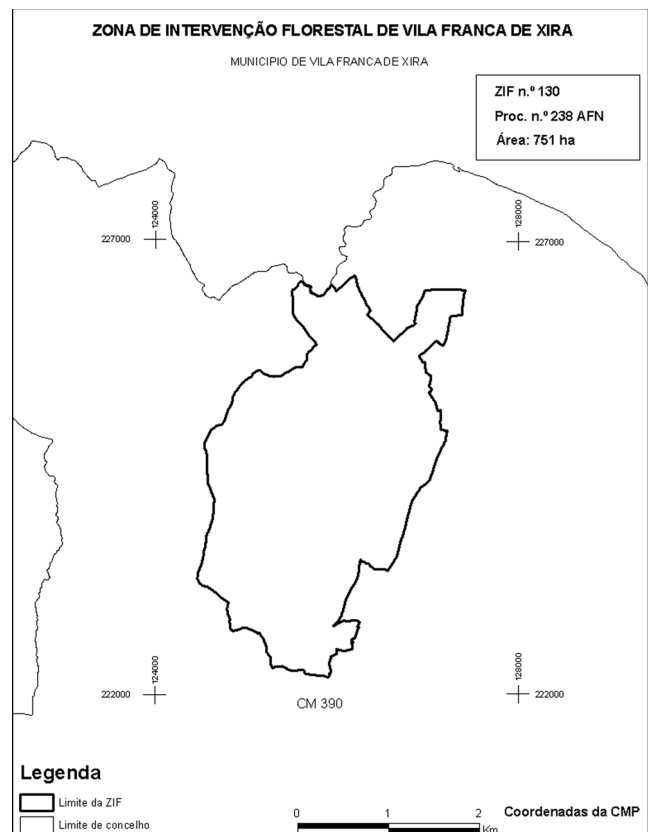 ZONA DE INTERVENÇÃO FLORESTAL DE VILA FRANCA DE XIRA
MUNICIPIO DE VILA FRANCA DE XIRA
ZIF n.º 130
Proc. n.º 238 AFN
Área: 751 ha
124000
128000
227000
227000
124000
128000
222000
222000
CM 390
Legenda
Limite da ZIF
Limite de concelho
0 1 2
Km
Coordenadas da CMP